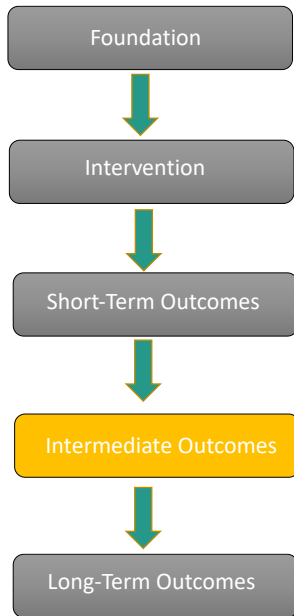 Foundation
Intervention
Short-Term Outcomes
Intermediate Outcomes
Long-Term Outcomes